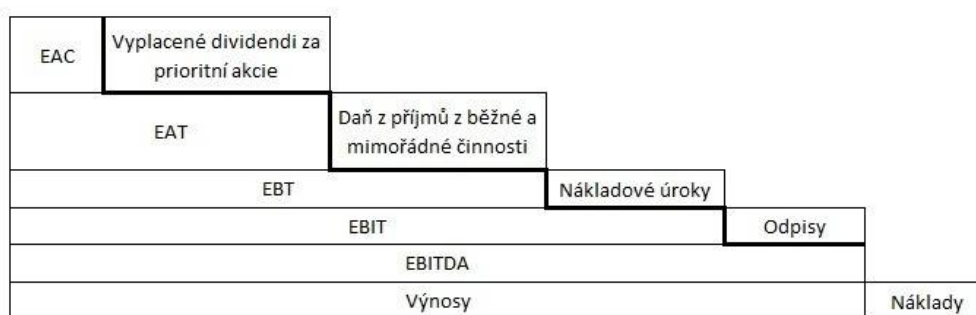 EAC
Vyplacené dividendi za
prioritní akcie
EAT
Daň z příjmů z běžné a
mimořádné činnosti
EBT
Nákladové úroky
EBIT
Odpisy
EBITDA
Výnosy
Náklady